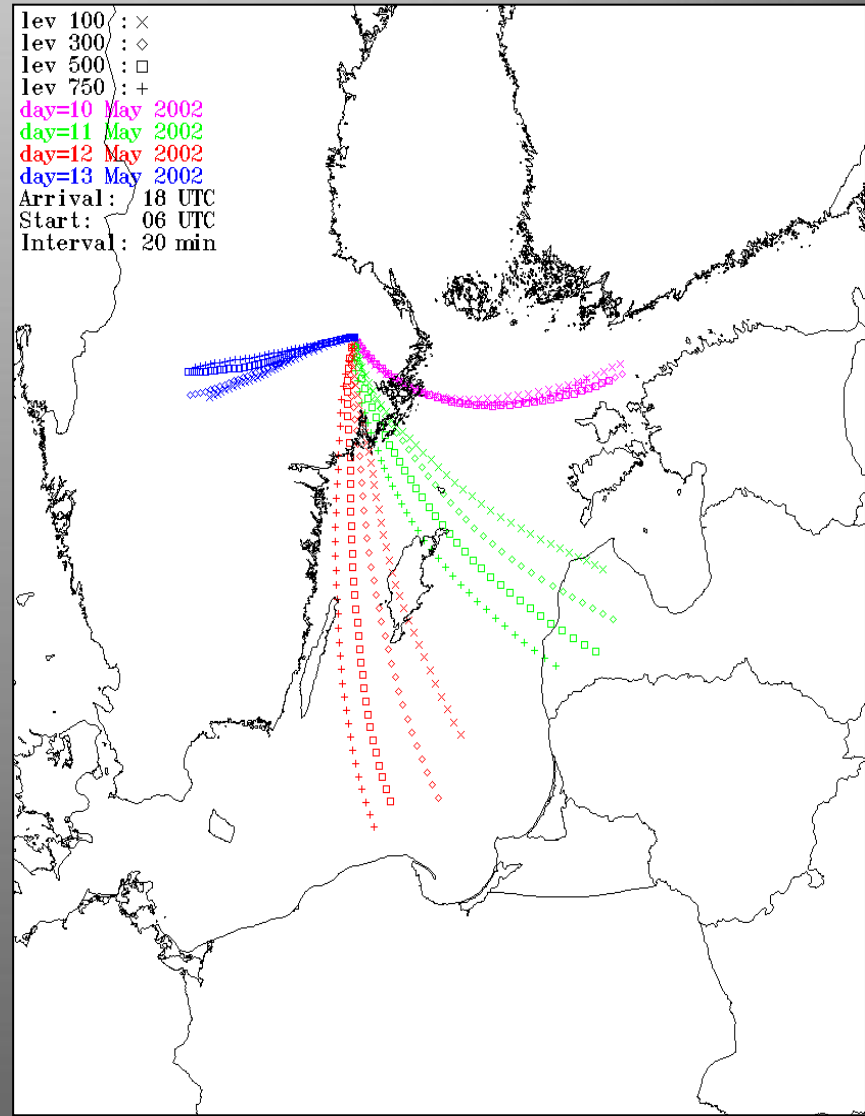 lev 100 : ×
lev 300 : ◇
lev 500 : □
lev 750 : +
day=10 May 2002
day=11 May 2002
day=12 May 2002
day=13 May 2002
Arrival: 18 UTC
Start: 06 UTC
Interval: 20 min